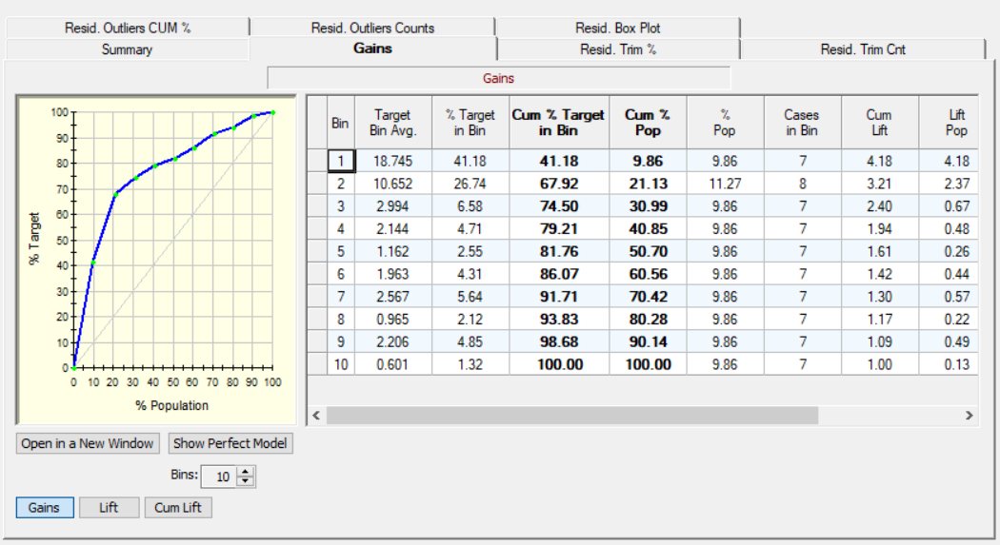 Resid. Outliers CUM % Resid. Outliers Counts Resid. Box Plot
Summary Gains Resid. Trim % Resid. Trim Cnt
Gains
100
90
80
70
60
50
40
30
20
10
0
% Target
0 10 20 30 40 50 60 70 80 90 100
% Population
Bin Target Bin Avg. % Target in Bin Cum % Target in Bin Cum % Pop % Pop Cases in Bin Cum Lift Lift Pop
1 18.745 41.18 41.18 9.86 9.86 7 4.18 4.18
2 10.652 26.74 67.92 21.13 11.27 8 3.21 2.37
3 2.994 6.58 74.50 30.99 9.86 7 2.40 0.67
4 2.144 4.71 79.21 40.85 9.86 7 1.94 0.48
5 1.162 2.55 81.76 50.70 9.86 7 1.61 0.26
6 1.963 4.31 86.07 60.56 9.86 7 1.42 0.44
7 2.567 5.64 91.71 70.42 9.86 7 1.30 0.57
8 0.965 2.12 93.83 80.28 9.86 7 1.17 0.22
9 2.206 4.85 98.68 90.14 9.86 7 1.09 0.49
10 0.601 1.32 100.00 100.00 9.86 7 1.00 0.13
Open in a New Window Show Perfect Model
Bins: 10
Gains Lift Cum Lift